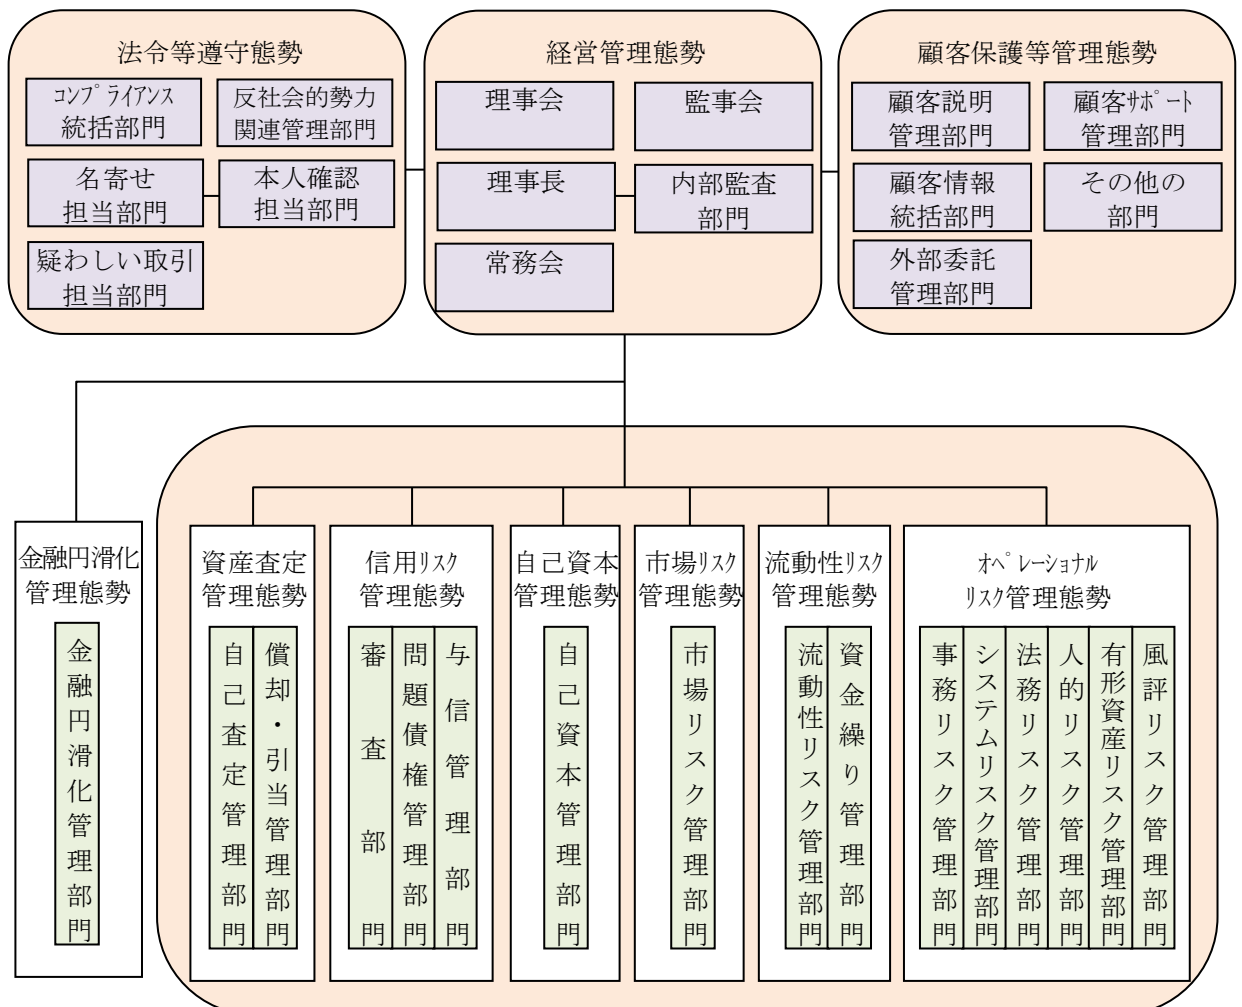 法令等遵守態勢
コンプライアンス
統括部門
反社会的勢力
関連管理部門
名寄せ
担当部門
本人確認
担当部門
疑わしい取引
担当部門
経営管理態勢
理事会
監事会
理事長
内部監査
部門
常務会
顧客保護等管理態勢
顧客説明
管理部門
顧客サポート
管理部門
顧客情報
統括部門
その他の
部門
外部委託
管理部門
金融円滑化
管理態勢
金融円滑化管理部門
資産査定
管理態勢
自己査定管理部門
償却・引当管理部門
信用リスク
管理態勢
審査部門
問題債権管理部門
与信管理部門
自己資本
管理態勢
自己資本管理部門
市場リスク
管理態勢
市場リスク管理部門
流動性リスク
管理態勢
流動性リスク管理部門
資金繰り管理部門
オペレーショナル
リスク管理態勢
事務リスク管理部門
システムリスク管理部門
法務リスク管理部門
人的リスク管理部門
有形資産リスク管理部門
風評リスク管理部門